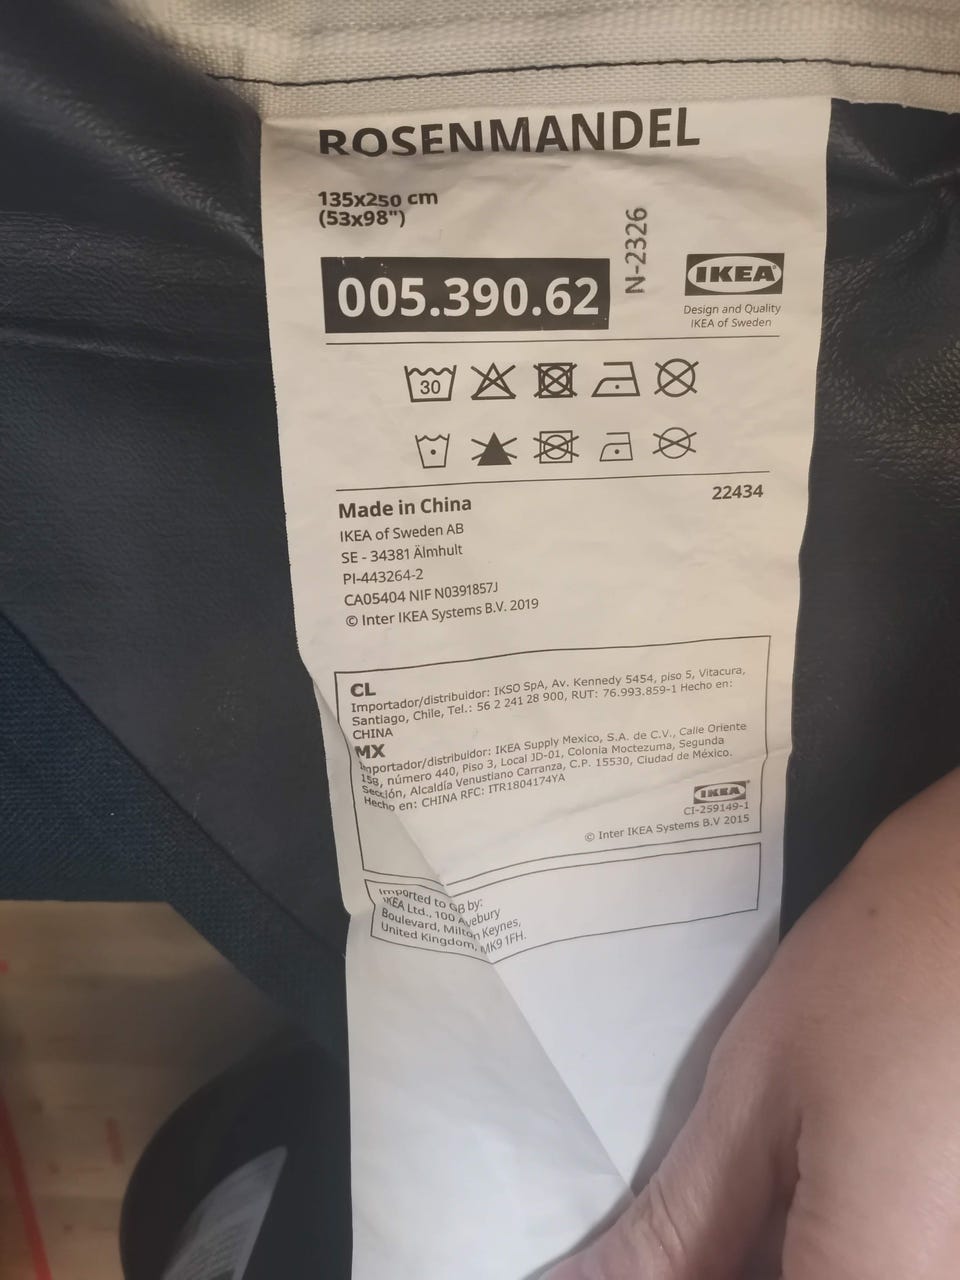 ROSENMANDEL
135x250 cm
(53x98")
005.390.62
N-2326
IKEA
Design and Quality
IKEA of Sweden
30
Made in China
22434
IKEA of Sweden AB
SE - 34381 Älmhult
PI-443264-2
CA05404 NIF N0391857J
© Inter IKEA Systems B.V. 2019
CL
Importador/distribuidor: IKSO SpA, Av. Kennedy 5454, piso 5, Vitacura,
Santiago, Chile, Tel.: 56 2 241 28 900, RUT: 76.993.859-1 Hecho en:
CHINA
MX
Importador/distribuidor: IKEA Supply Mexico, S.A. de C.V., Calle Oriente
158, número 440, Piso 3, Local JD-01, Colonia Moctezuma, Segunda
Sección, Alcaldía Venustiano Carranza, C.P. 15530, Ciudad de México.
Hecho en: CHINA RFC: ITR1804174YA
IKEA
CI-259149-1
© Inter IKEA Systems B.V 2015
Imported to GB by:
IKEA Ltd., 100 Avebury
Boulevard, Milton Keynes,
United Kingdom, MK9 1FH.